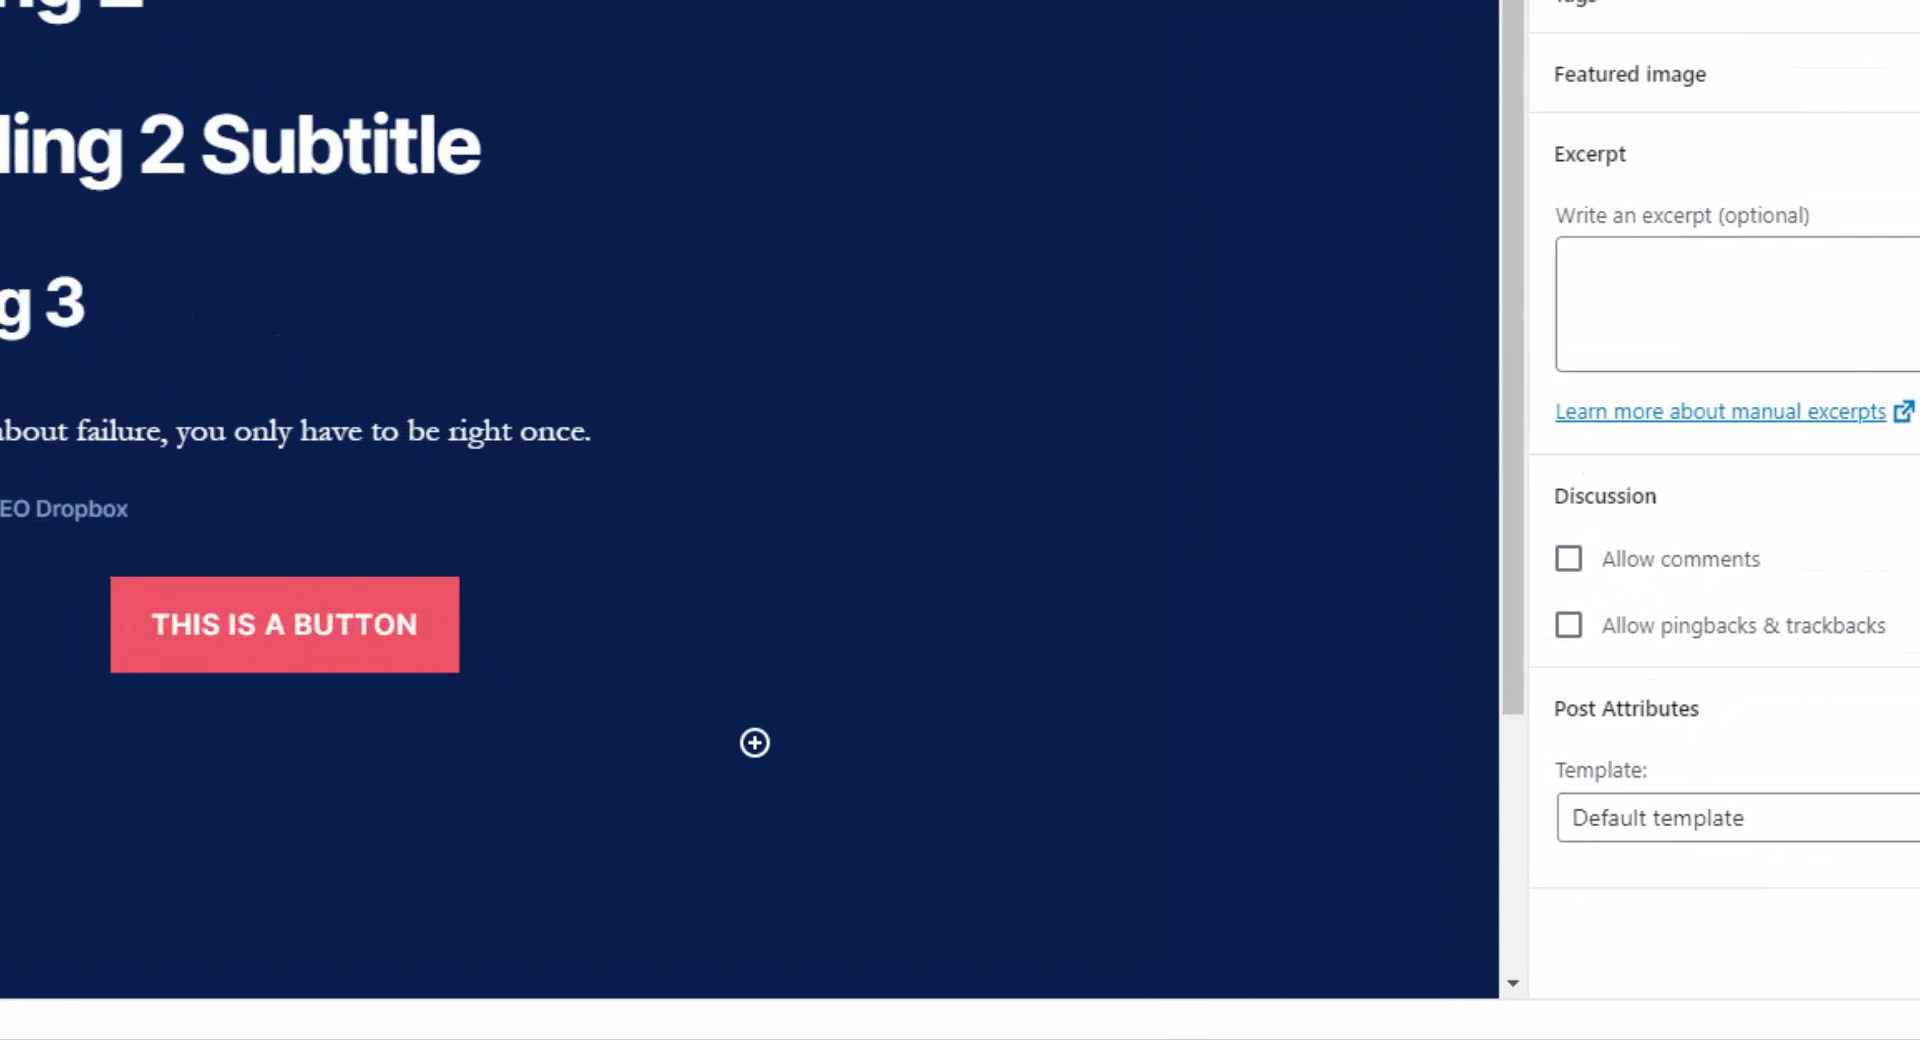 ling 2 Subtitle
g 3
about failure, you only have to be right once.
EO Dropbox
THIS IS A BUTTON
Tags
Featured image
Excerpt
Write an excerpt (optional)
Learn more about manual excerpts
Discussion
Allow comments
Allow pingbacks & trackbacks
Post Attributes
Template:
Default template